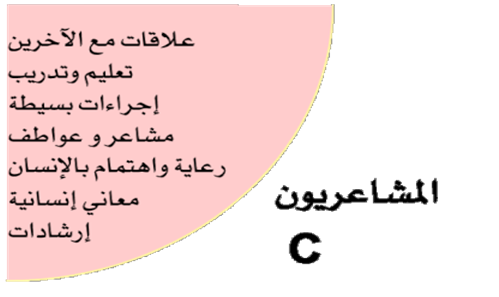 علاقات مع الآخرين
تعليم وتدريب
إجراءات بسيطة
مشاعر و عواطف
رعاية واهتمام بالإنسان
معاني إنسانية
إرشادات
المشاعريون
C